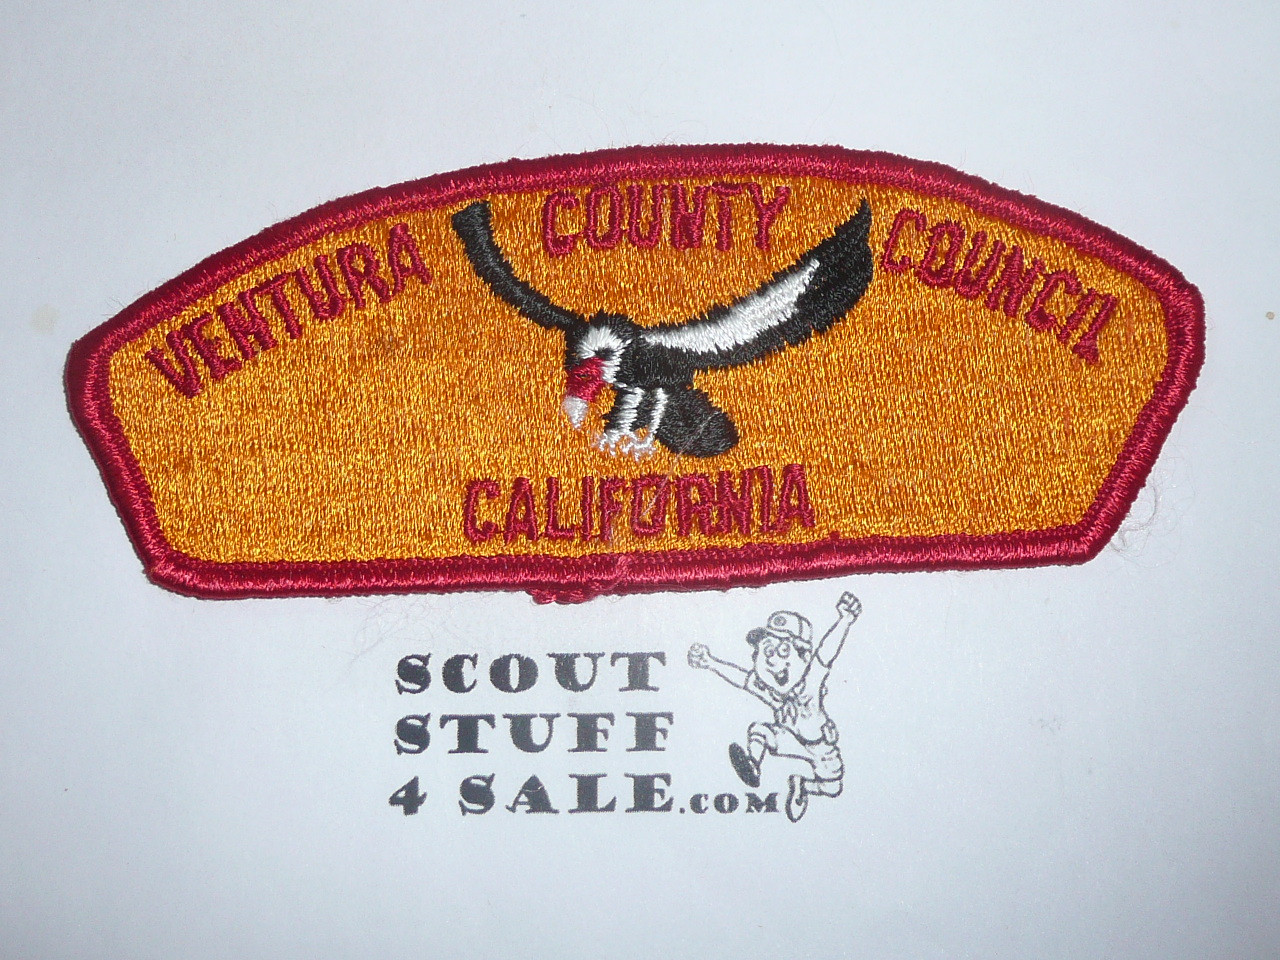 VENTURA COUNTY COUNCIL
CALIFORNIA
SCOUT
STUFF
4 SALE.COM